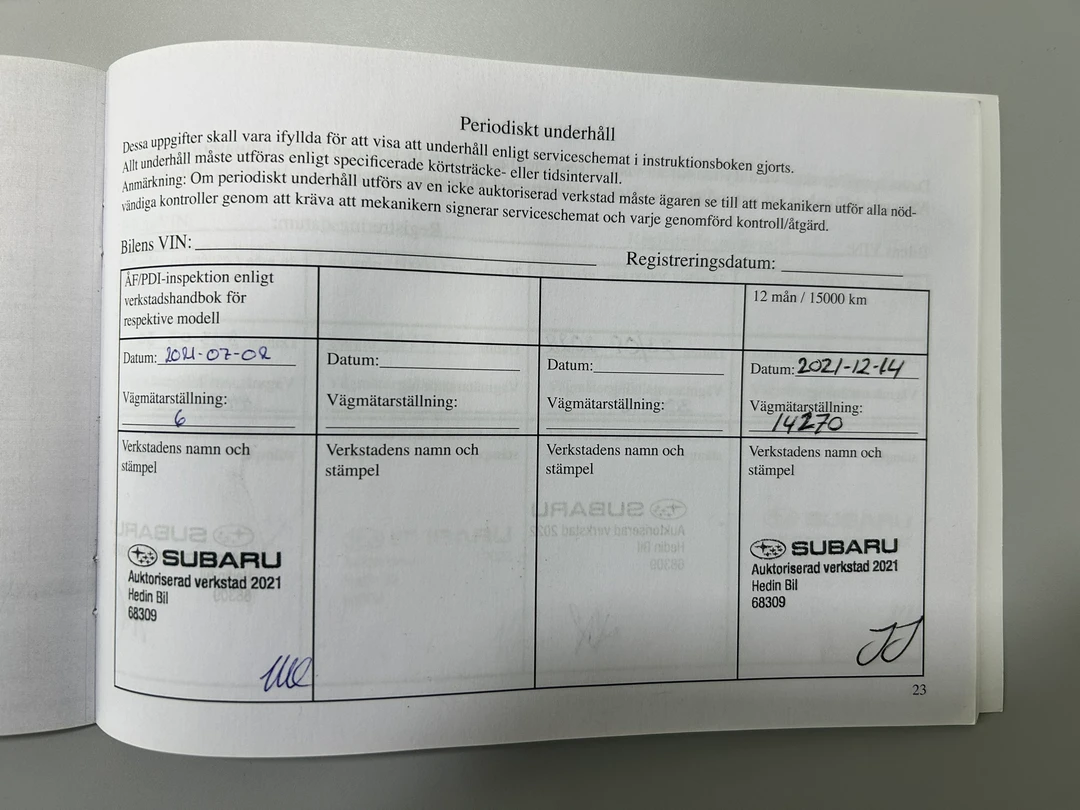 Periodiskt underhåll
Dessa uppgifter skall vara ifyllda för att visa att underhåll enligt serviceschemat i instruktionsboken gjorts.
Allt underhåll måste utföras enligt specificerade körtsträcke- eller tidsintervall.
Anmärkning: Om periodiskt underhåll utförs av en icke auktoriserad verkstad måste ägaren se till att mekanikern utför alla nöd-
vändiga kontroller genom att kräva att mekanikern signerar serviceschemat och varje genomförd kontroll/åtgärd.
Bilens VIN:
Registreringsdatum:
ÅF/PDI-inspektion enligt
verkstadshandbok för
respektive modell
Datum: 2021-07-02
Vägmätarställning:
6
Verkstadens namn och
stämpel
SUBARU
Auktoriserad verkstad 2021
Hedin Bil
68309
Datum:
Vägmätarställning:
Verkstadens namn och
stämpel
Datum:
Vägmätarställning:
Verkstadens namn och
stämpel
12 mån / 15000 km
Datum: 2021-12-14
Vägmätarställning:
14270
Verkstadens namn och
stämpel
SUBARU
Auktoriserad verkstad 2021
Hedin Bil
68309
JJ
23